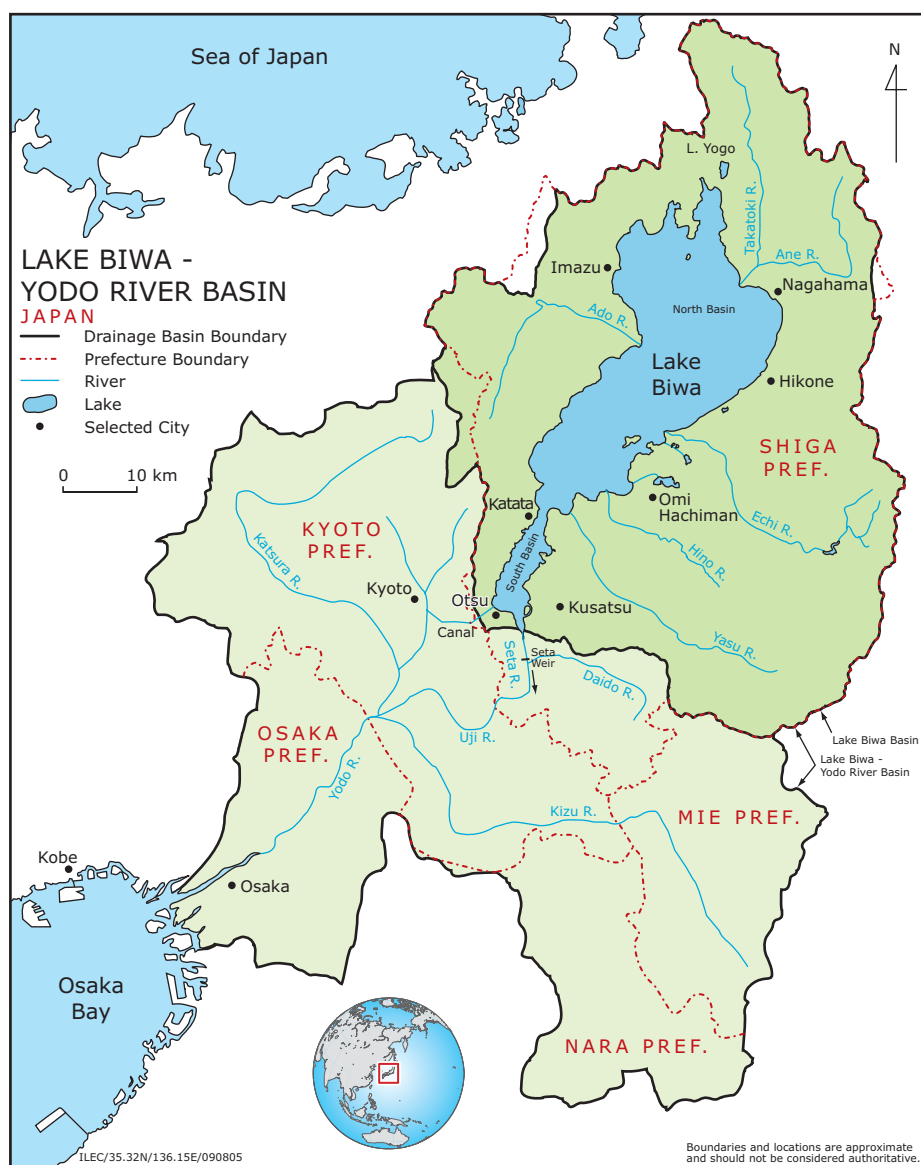 Sea of Japan
N
L. Yogo
Takatoki R.
Ane R.
LAKE BIWA -
YODO RIVER BASIN
JAPAN
Drainage Basin Boundary
Prefecture Boundary
River
Lake
Selected City
0 10 km
Imazu
Nagahama
North Basin
Ado R.
Lake
Biwa
Hikone
SHIGA
PREF.
Katata
Omi
Hachiman
Echi R.
KYOTO
PREF.
Katsura R.
South Basin
Hino R.
Kyoto
Otsu
Kusatsu
Canal
Yasu R.
Seta R.
Seta
Weir
Daido R.
OSAKA
PREF.
Uji R.
Lake Biwa Basin
Lake Biwa -
Yodo River Basin
Yodo R.
Kizu R.
MIE PREF.
Kobe
Osaka
Osaka
Bay
NARA PREF.
ILEC/35.32N/136.15E/090805
Boundaries and locations are approximate
and should not be considered authoritative.